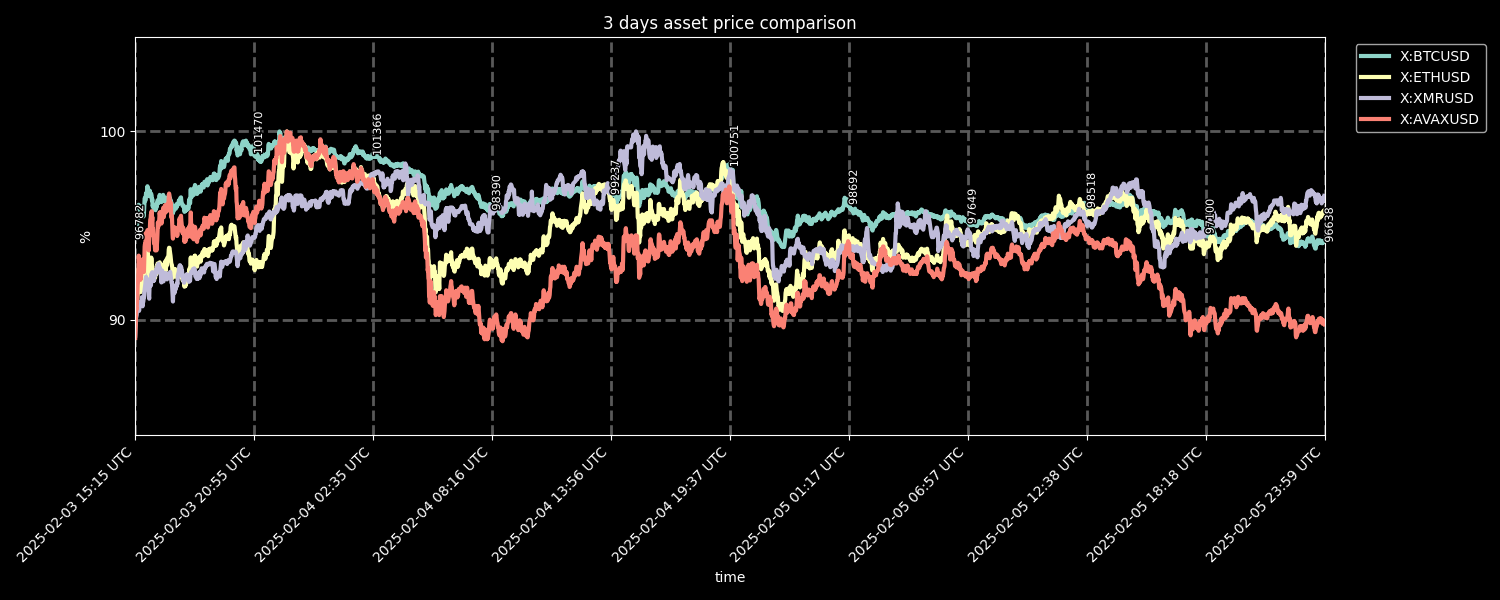 3 days asset price comparison
X:BTCUSD
X:ETHUSD
X:XMRUSD
X:AVAXUSD
100
90
%
96782
101470
101366
98390
99237
100751
98692
97649
98518
97100
96638
2025-02-03 15:15 UTC
2025-02-03 20:55 UTC
2025-02-04 02:35 UTC
2025-02-04 08:16 UTC
2025-02-04 13:56 UTC
2025-02-04 19:37 UTC
2025-02-05 01:17 UTC
2025-02-05 06:57 UTC
2025-02-05 12:38 UTC
2025-02-05 18:18 UTC
2025-02-05 23:59 UTC
time